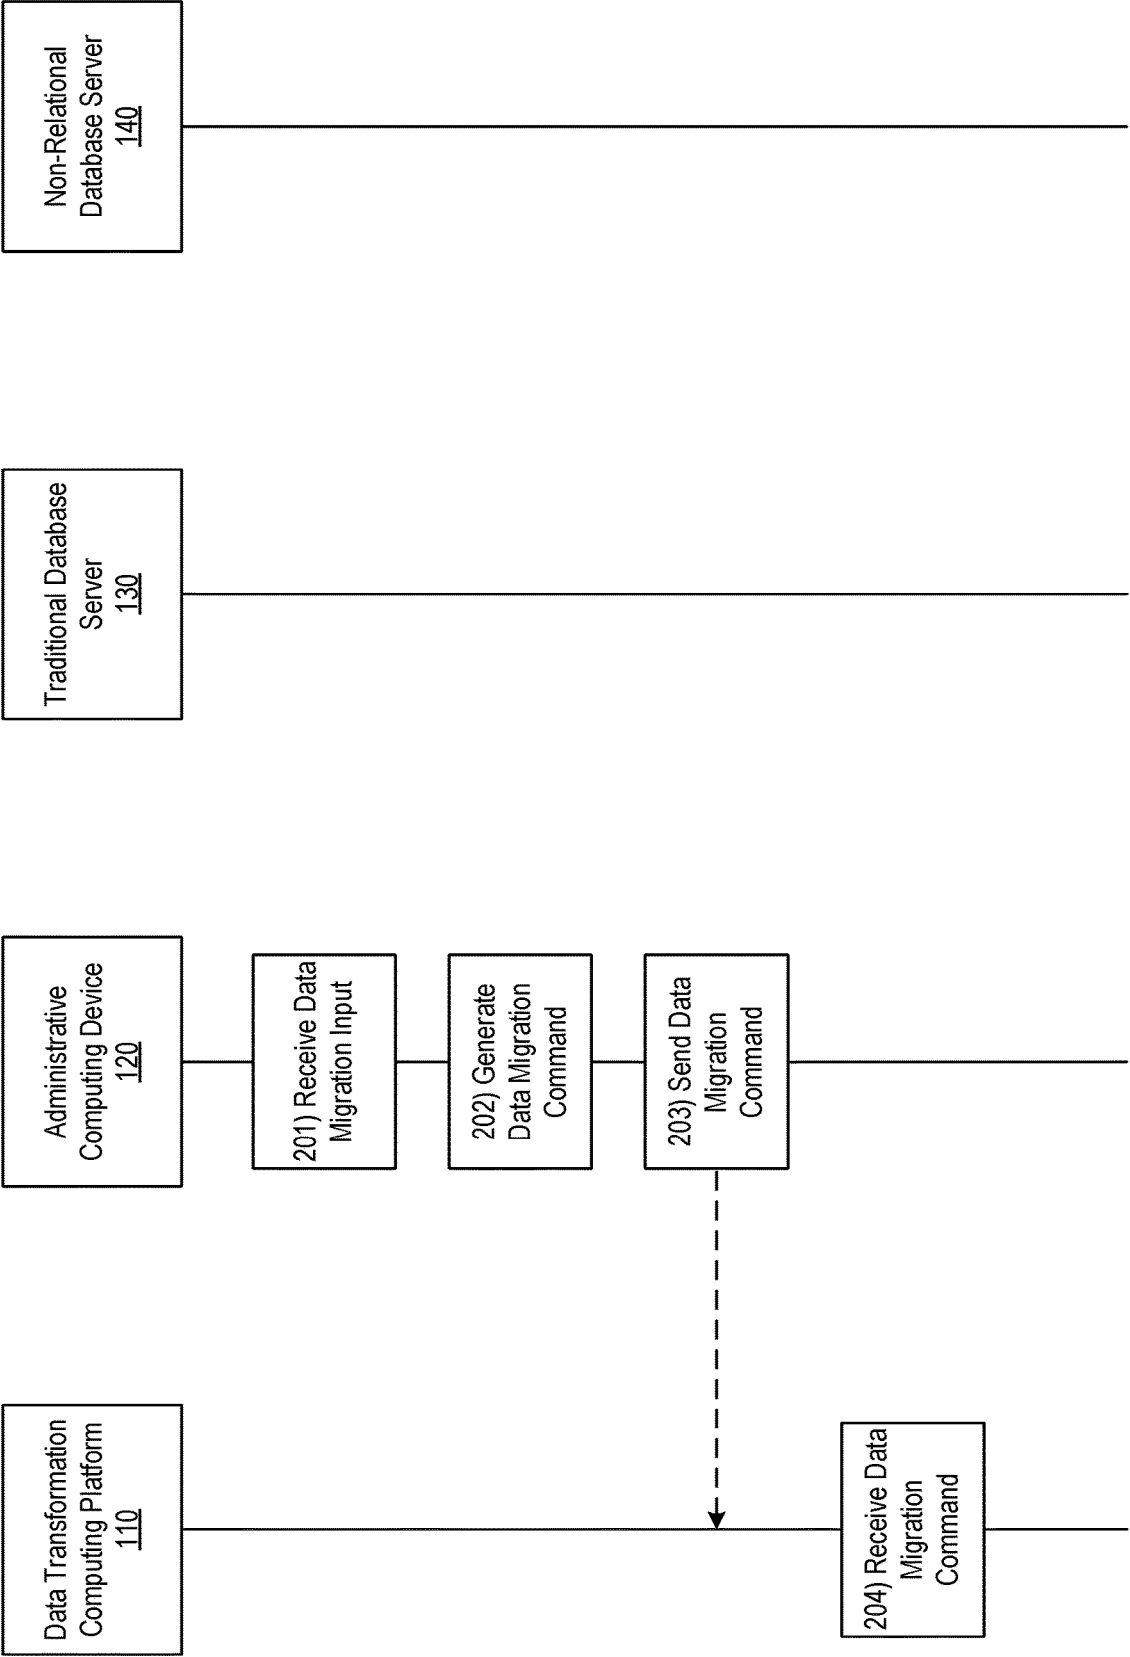 Data Transformation
Computing Platform
110
Administrative
Computing Device
120
Traditional Database
Server
130
Non-Relational
Database Server
140
201) Receive Data
Migration Input
202) Generate
Data Migration
Command
203) Send Data
Migration
Command
204) Receive Data
Migration
Command